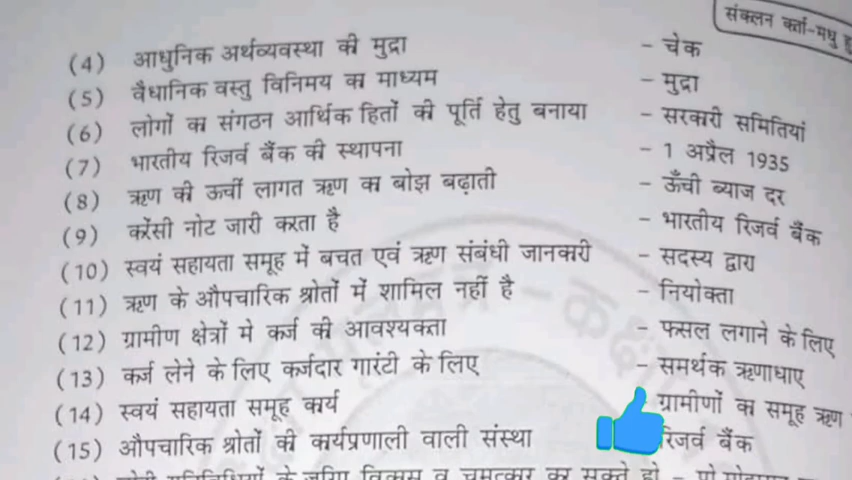 संकलन कर्ता-मधु
(4) आधुनिक अर्थव्यवस्था की मुद्रा - चेक
(5) वैधानिक वस्तु विनिमय का माध्यम - मुद्रा
(6) लोगों का संगठन आर्थिक हितों की पूर्ति हेतु बनाया - सरकारी समितियां
(7) भारतीय रिजर्व बैंक की स्थापना - 1 अप्रैल 1935
(8) ऋण की ऊचीं लागत ऋण का बोझ बढ़ाती - ऊँची ब्याज दर
(9) करेंसी नोट जारी करता है - भारतीय रिजर्व बैंक
(10) स्वयं सहायता समूह में बचत एवं ऋण संबंधी जानकारी - सदस्य द्वारा
(11) ऋण के औपचारिक श्रोतों में शामिल नहीं है - नियोक्ता
(12) ग्रामीण क्षेत्रों मे कर्ज की आवश्यकता - फसल लगाने के लिए
(13) कर्ज लेने के लिए कर्जदार गारंटी के लिए - समर्थक ऋणाधाए
(14) स्वयं सहायता समूह कार्य ग्रामीणों का समूह ऋण
(15) औपचारिक श्रोतों की कार्यप्रणाली वाली संस्था रिजर्व बैंक